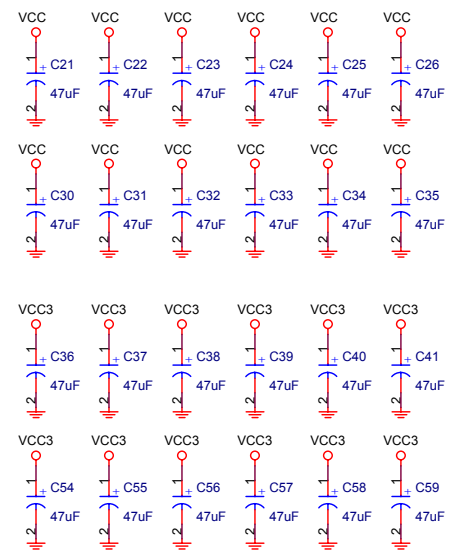 VCC VCC VCC VCC VCC VCC
1 + C21 1 + C22 1 + C23 1 + C24 1 + C25 1 + C26
2 47uF 2 47uF 2 47uF 2 47uF 2 47uF 2 47uF
VCC VCC VCC VCC VCC VCC
1 + C30 1 + C31 1 + C32 1 + C33 1 + C34 1 + C35
2 47uF 2 47uF 2 47uF 2 47uF 2 47uF 2 47uF
VCC3 VCC3 VCC3 VCC3 VCC3 VCC3
1 + C36 1 + C37 1 + C38 1 + C39 1 + C40 1 + C41
2 47uF 2 47uF 2 47uF 2 47uF 2 47uF 2 47uF
VCC3 VCC3 VCC3 VCC3 VCC3 VCC3
1 + C54 1 + C55 1 + C56 1 + C57 1 + C58 1 + C59
2 47uF 2 47uF 2 47uF 2 47uF 2 47uF 2 47uF